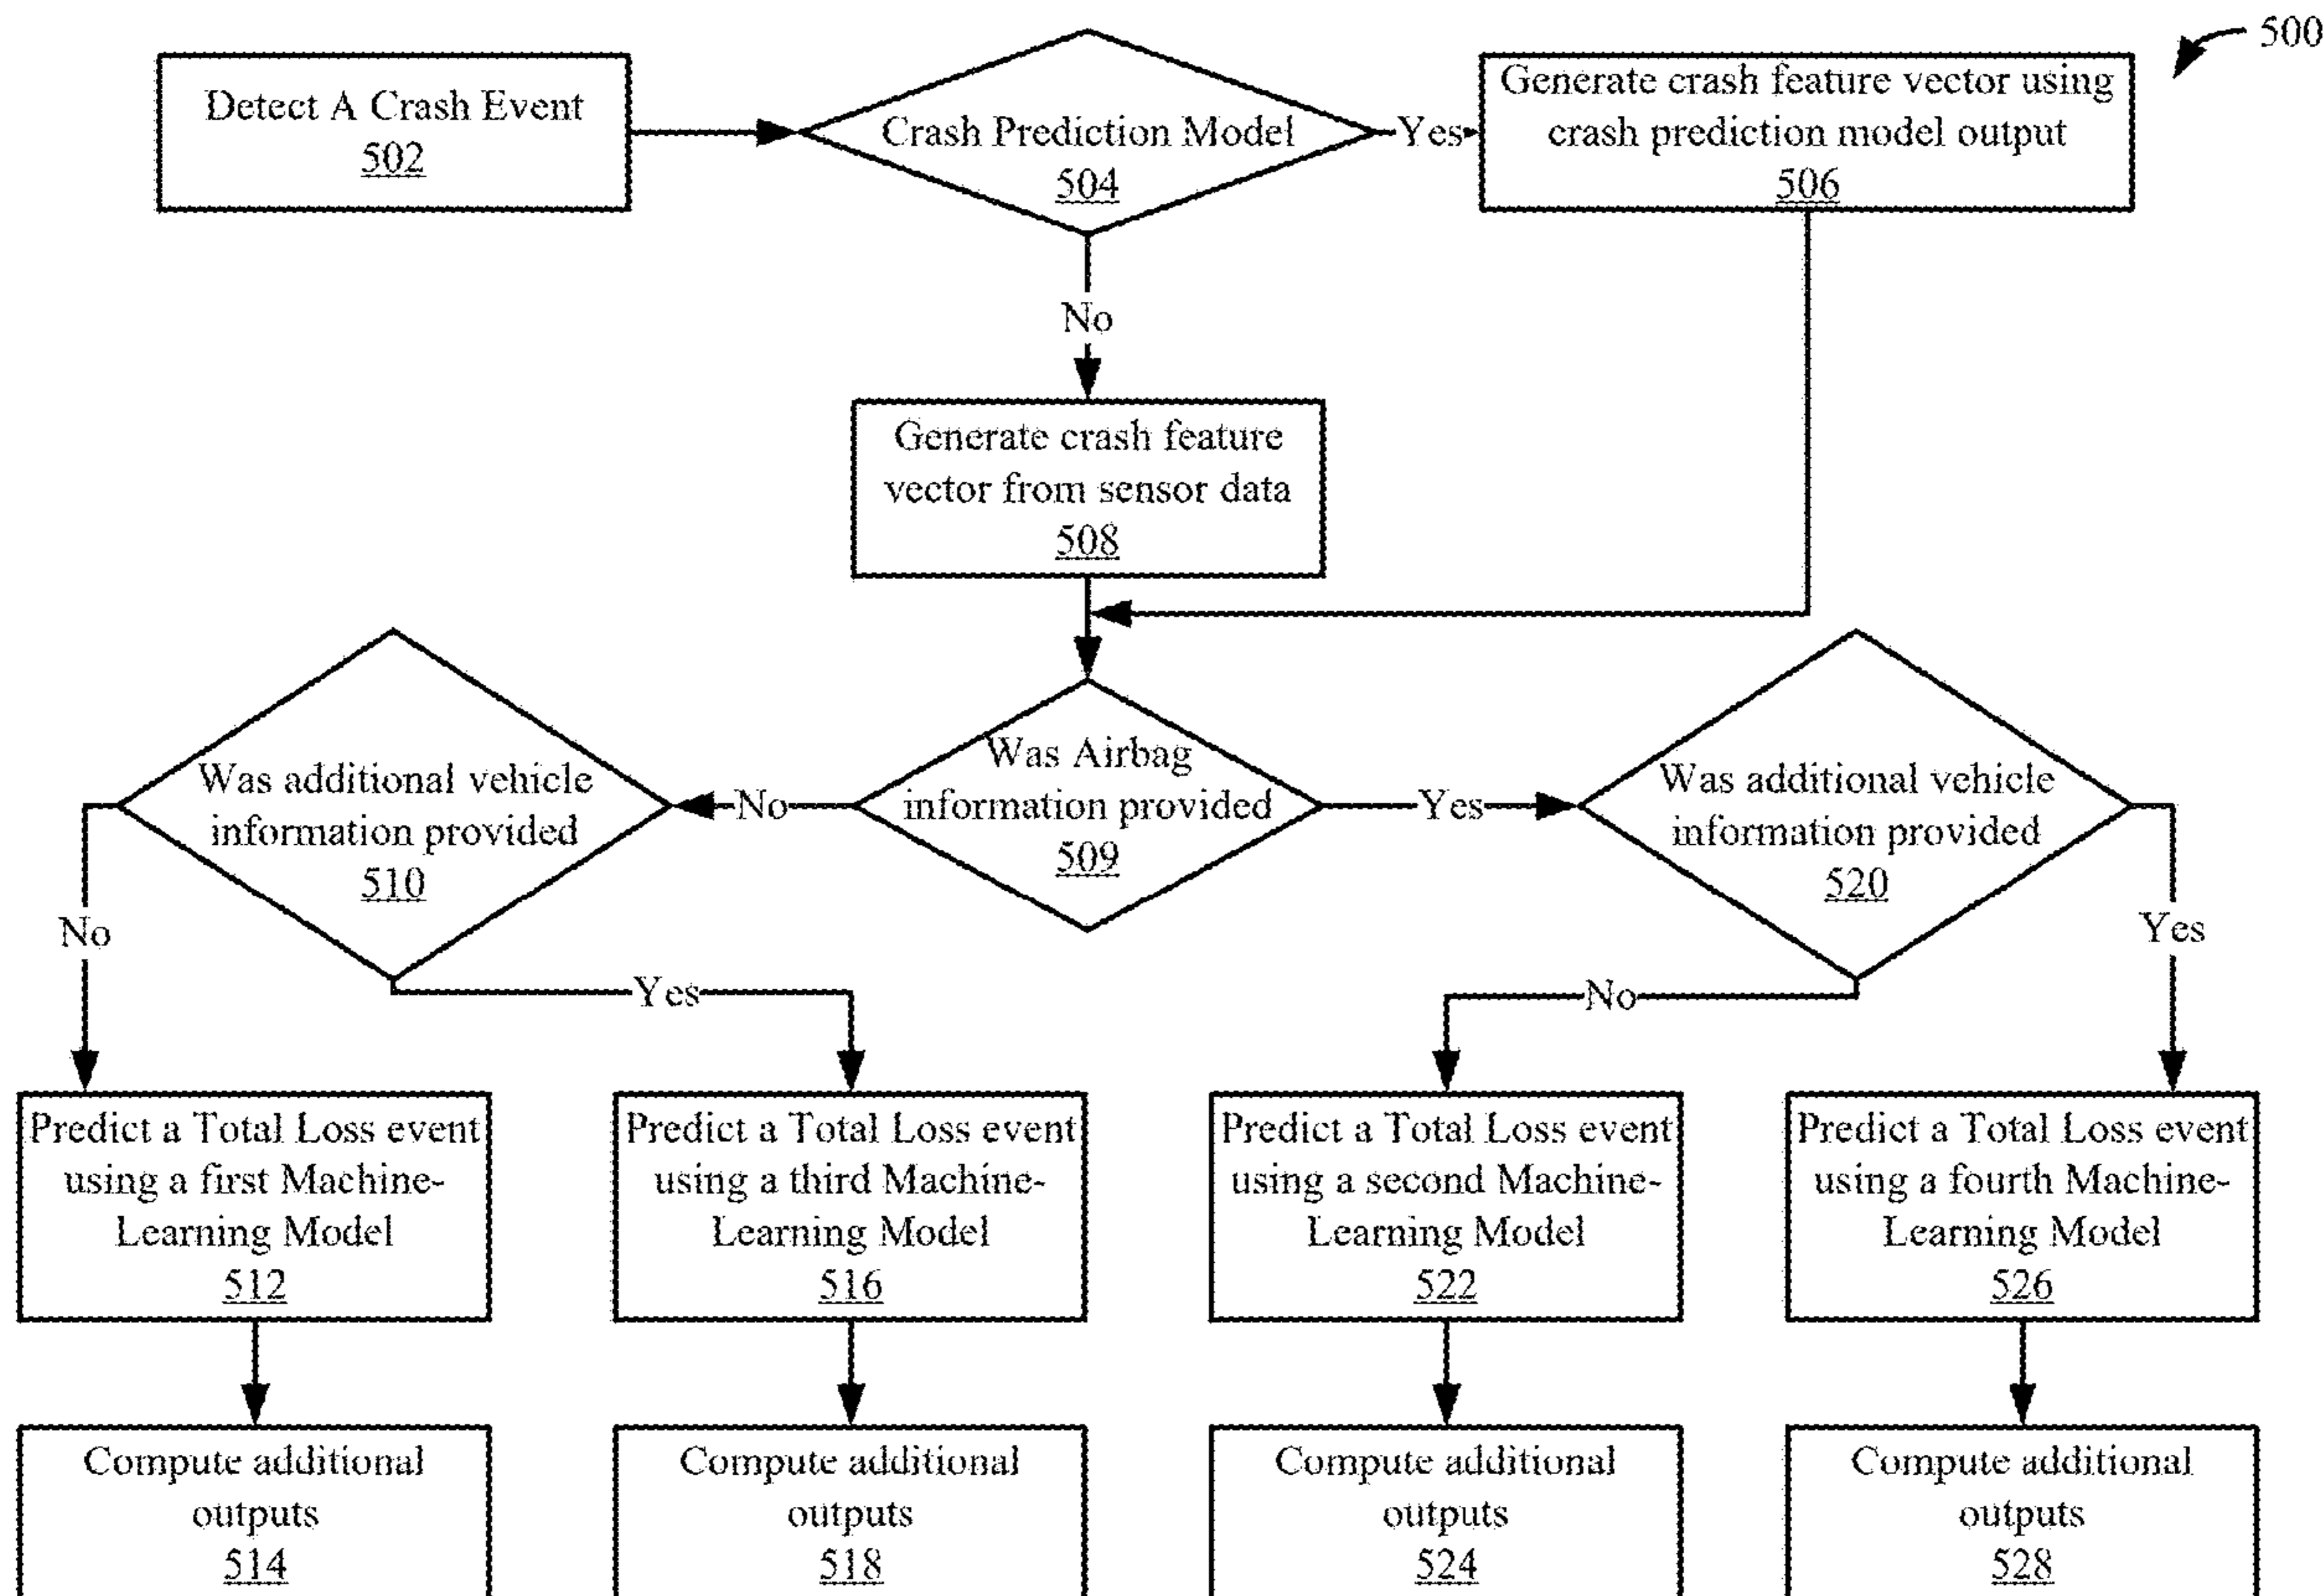 500
Detect A Crash Event
502
Crash Prediction Model
504
Yes
Generate crash feature vector using
crash prediction model output
506
No
Generate crash feature
vector from sensor data
508
Was additional vehicle
information provided
510
No
Was Airbag
information provided
509
Yes
Was additional vehicle
information provided
520
No
Yes
No
Yes
Predict a Total Loss event
using a first Machine-
Learning Model
512
Predict a Total Loss event
using a third Machine-
Learning Model
516
Predict a Total Loss event
using a second Machine-
Learning Model
522
Predict a Total Loss event
using a fourth Machine-
Learning Model
526
Compute additional
outputs
514
Compute additional
outputs
518
Compute additional
outputs
524
Compute additional
outputs
528